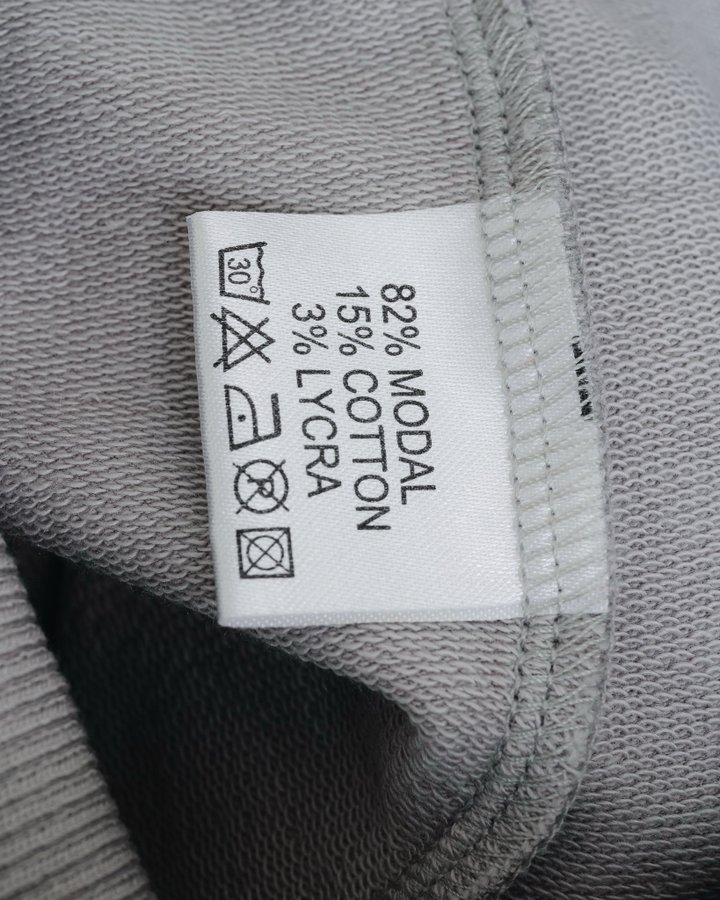 82% MODAL
15% COTTON
3% LYCRA
30°
P